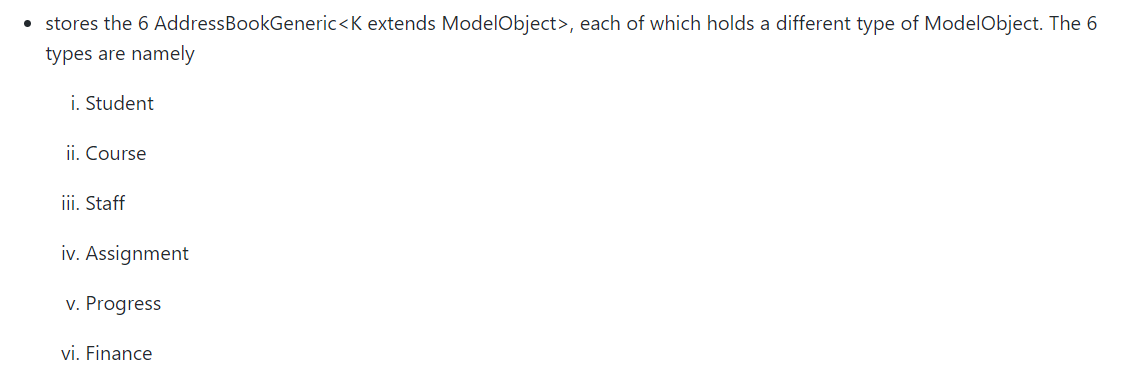 • stores the 6 AddressBookGeneric<K extends ModelObject>, each of which holds a different type of ModelObject. The 6
types are namely
i. Student
ii. Course
iii. Staff
iv. Assignment
v. Progress
vi. Finance